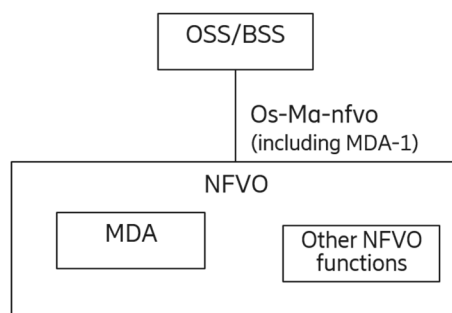 OSS/BSS
Os-Ma-nfvo
(including MDA-1)
NFVO
MDA
Other NFVO
functions